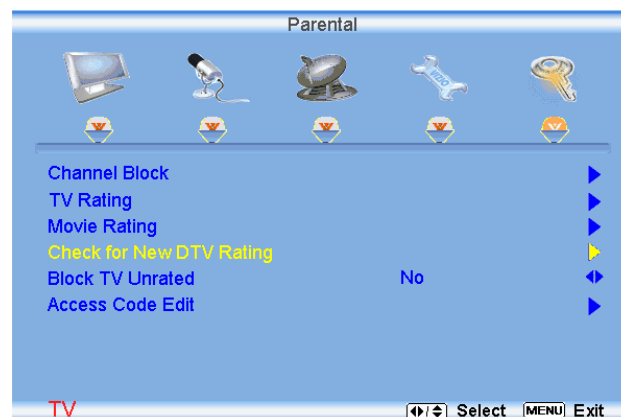 Parental
VIZIO
Channel Block
TV Rating
Movie Rating
Check for New DTV Rating
Block TV Unrated No
Access Code Edit
TV Select MENU Exit